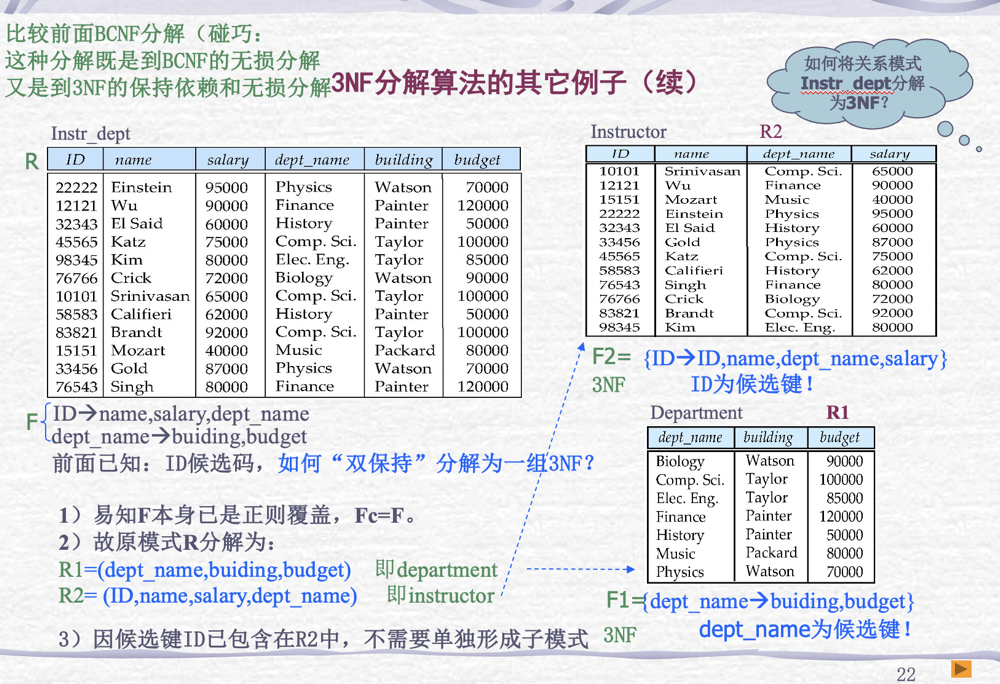 比较前面BCNF分解（碰巧：
这种分解既是到BCNF的无损分解
又是到3NF的保持依赖和无损分解
3NF分解算法的其它例子（续）
如何将关系模式
Instr_dept分解
为3NF？
Instr_dept
R
ID name salary dept_name building budget
22222 Einstein 95000 Physics Watson 70000
12121 Wu 90000 Finance Painter 120000
32343 El Said 60000 History Painter 50000
45565 Katz 75000 Comp. Sci. Taylor 100000
98345 Kim 80000 Elec. Eng. Taylor 85000
76766 Crick 72000 Biology Watson 90000
10101 Srinivasan 65000 Comp. Sci. Taylor 100000
58583 Califieri 62000 History Painter 50000
83821 Brandt 92000 Comp. Sci. Taylor 100000
15151 Mozart 40000 Music Packard 80000
33456 Gold 87000 Physics Watson 70000
76543 Singh 80000 Finance Painter 120000
F
ID→name,salary,dept_name
dept_name→buiding,budget
前面已知：ID候选码，如何“双保持”分解为一组3NF？
1）易知F本身已是正则覆盖，Fc=F。
2）故原模式R分解为：
R1=(dept_name,buiding,budget) 即department
R2= (ID,name,salary,dept_name) 即instructor
3）因候选键ID已包含在R2中，不需要单独形成子模式
Instructor R2
ID name dept_name salary
10101 Srinivasan Comp. Sci. 65000
12121 Wu Finance 90000
15151 Mozart Music 40000
22222 Einstein Physics 95000
32343 El Said History 60000
33456 Gold Physics 87000
45565 Katz Comp. Sci. 75000
58583 Califieri History 62000
76543 Singh Finance 80000
76766 Crick Biology 72000
83821 Brandt Comp. Sci. 92000
98345 Kim Elec. Eng. 80000
F2= {ID→ID,name,dept_name,salary}
3NF ID为候选键！
Department R1
dept_name building budget
Biology Watson 90000
Comp. Sci. Taylor 100000
Elec. Eng. Taylor 85000
Finance Painter 120000
History Painter 50000
Music Packard 80000
Physics Watson 70000
F1={dept_name→buiding,budget}
3NF dept_name为候选键！
22